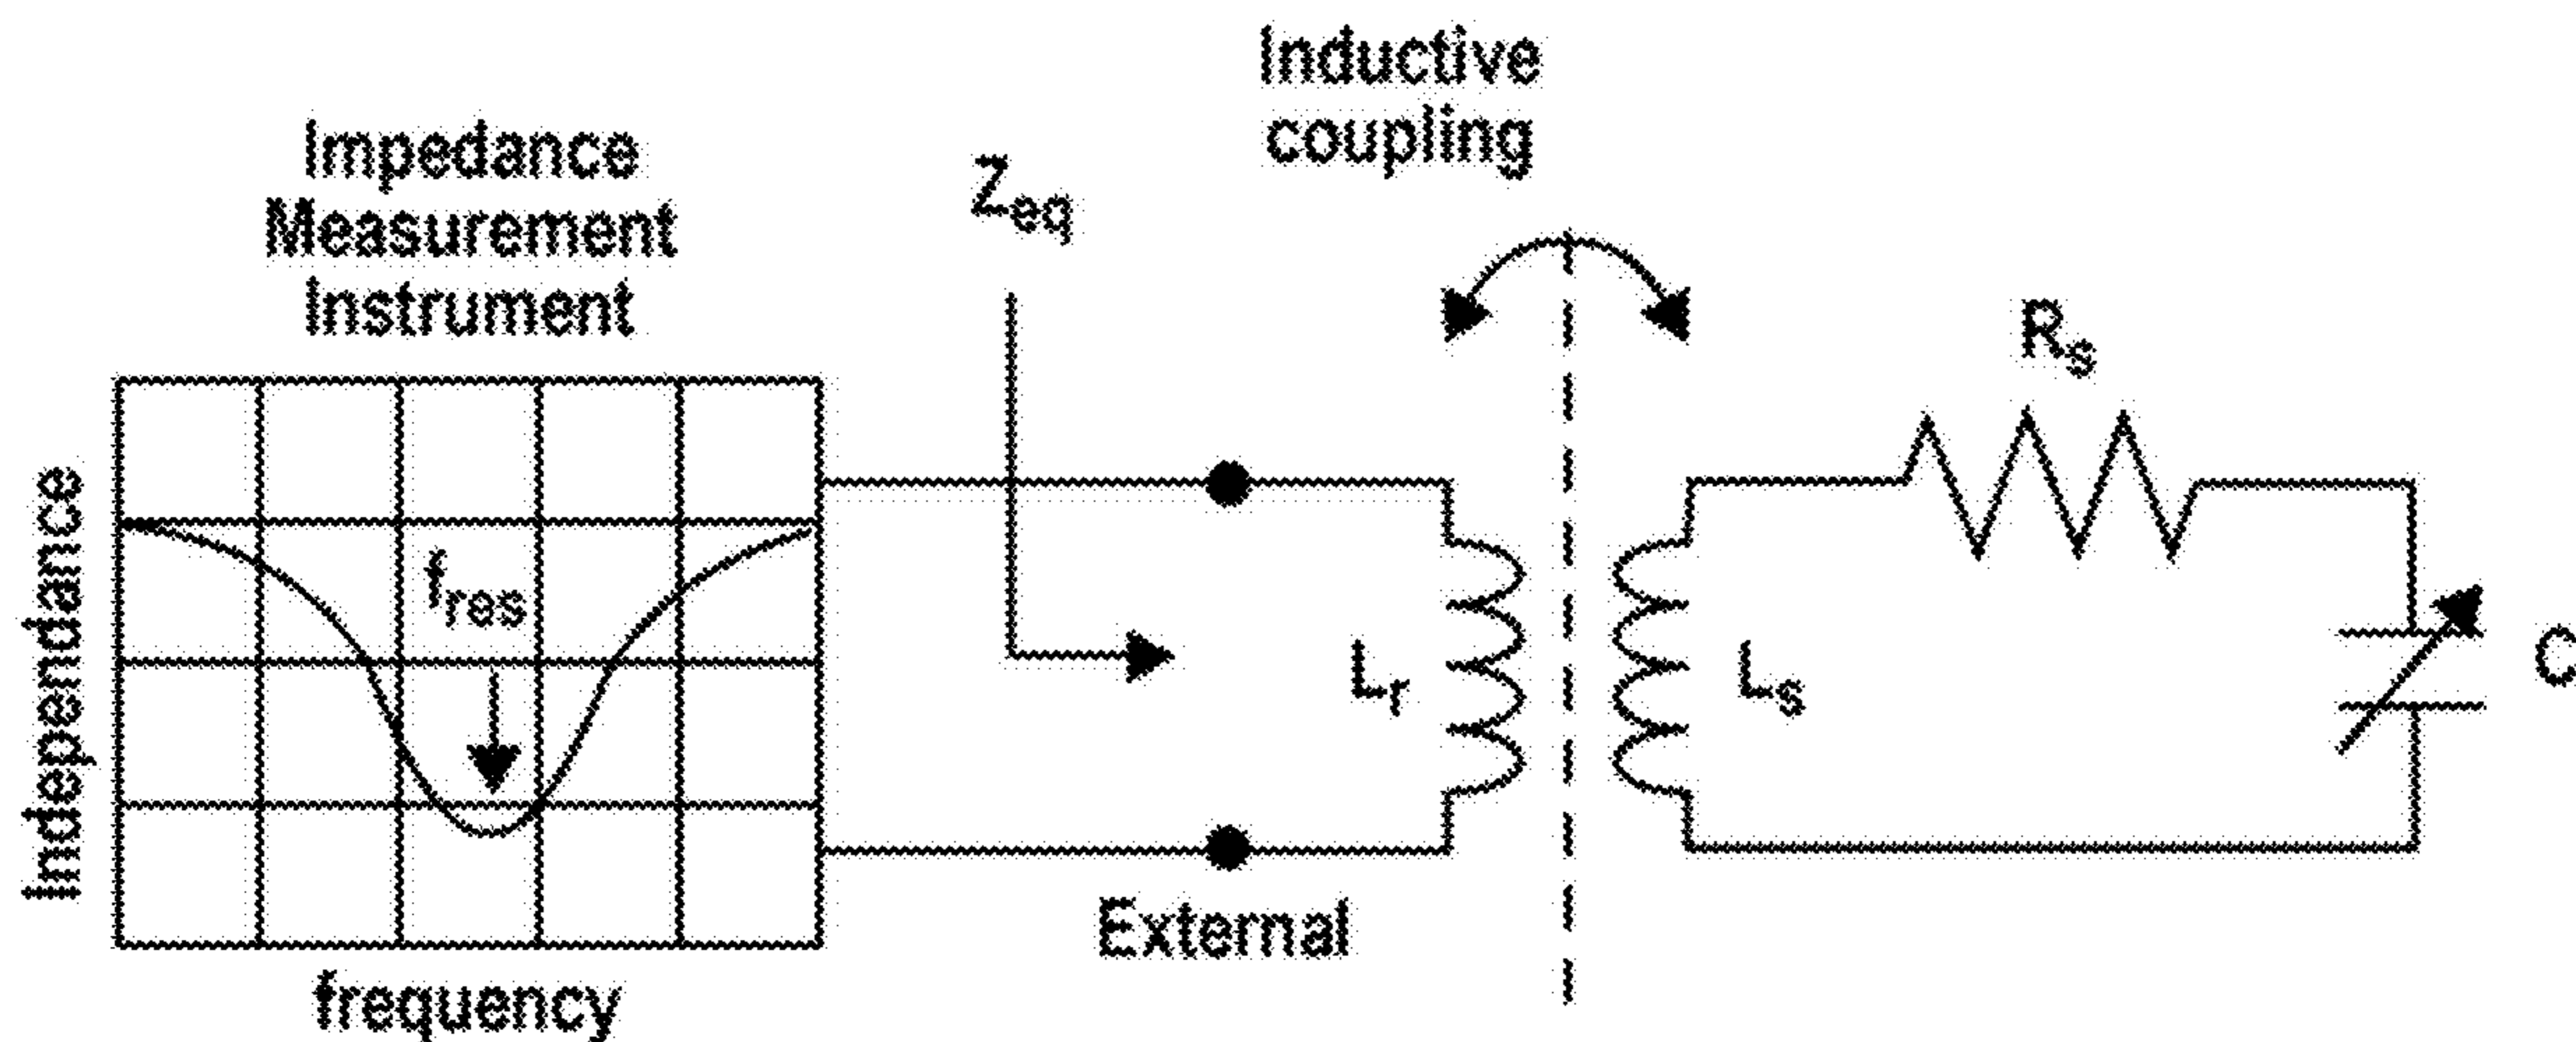 Inductive
coupling
Impedance
Measurement
Instrument
Zeq
Rs
Independance
fres
Lr
Ls
C
External
frequency